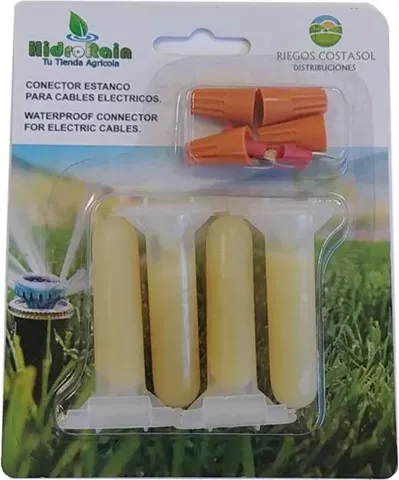 HidroRain
Tu Tienda Agrícola
RIEGOS COSTASOL
DISTRIBUCIONES
CONECTOR ESTANCO
PARA CABLES ELECTRICOS.
WATERPROOF CONNECTOR
FOR ELECTRIC CABLES.